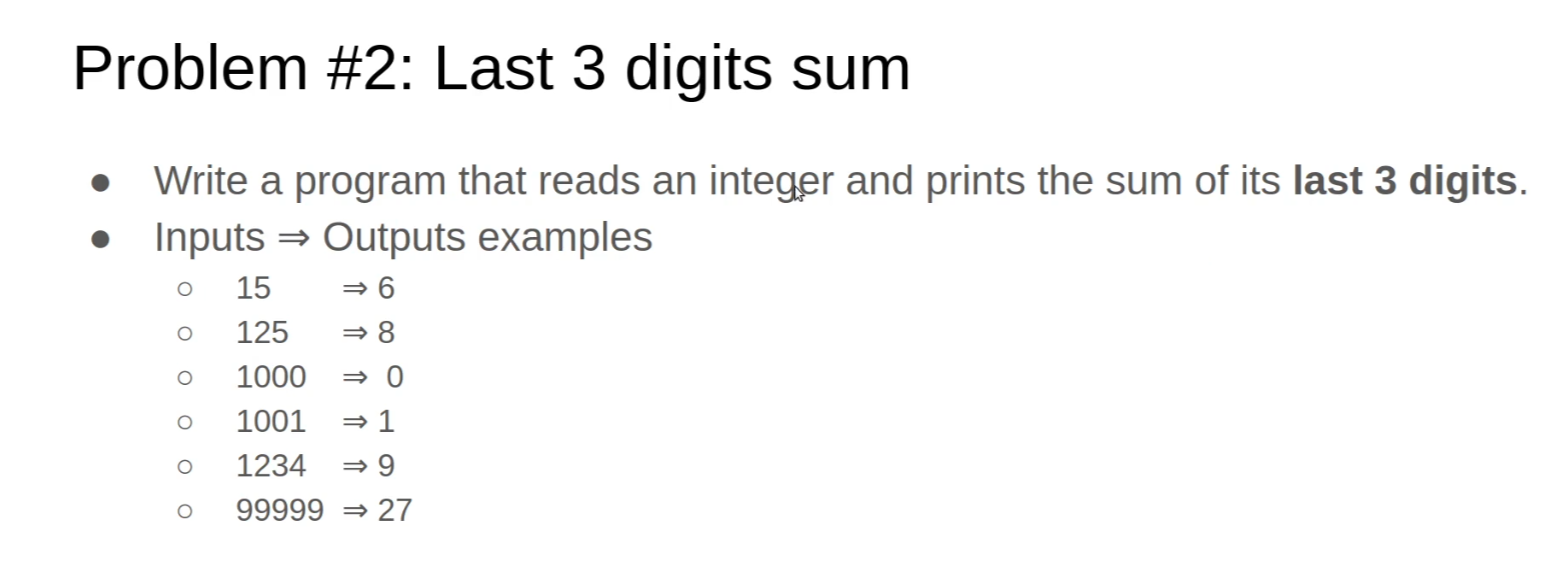 Problem #2: Last 3 digits sum
● Write a program that reads an integer and prints the sum of its last 3 digits.
● Inputs ⇒ Outputs examples
○ 15 ⇒ 6
○ 125 ⇒ 8
○ 1000 ⇒ 0
○ 1001 ⇒ 1
○ 1234 ⇒ 9
○ 99999 ⇒ 27